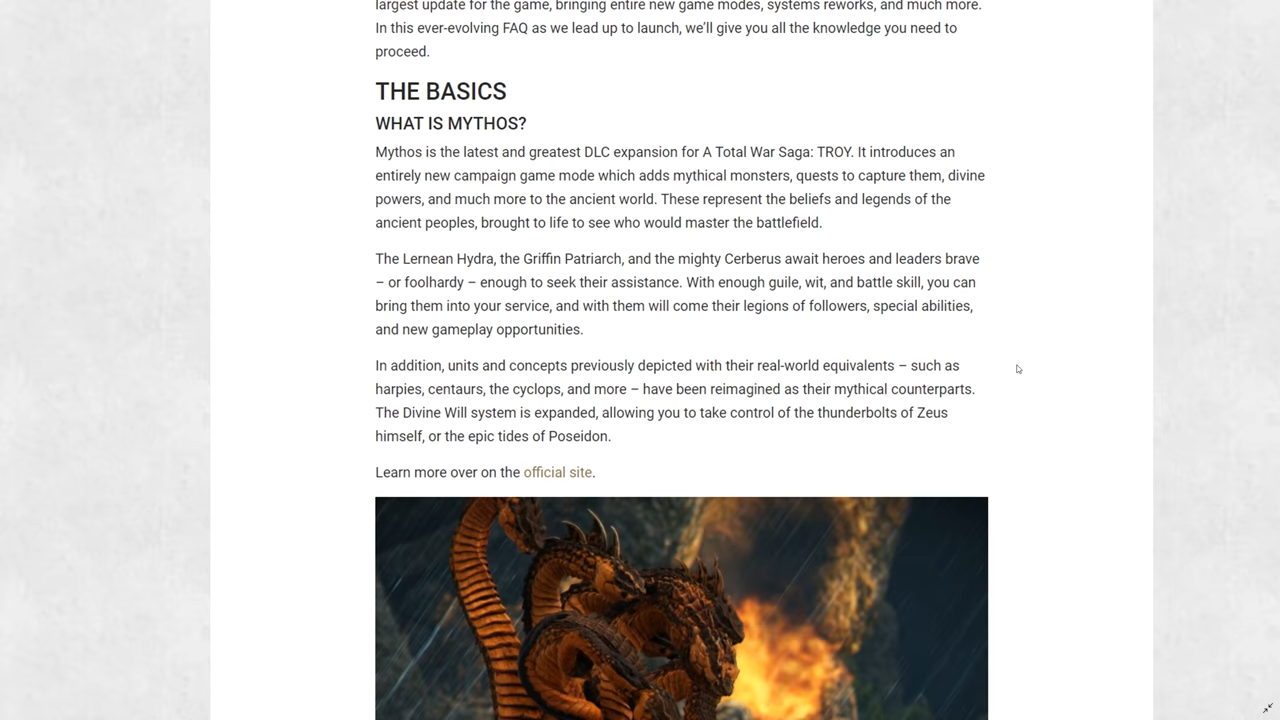 largest update for the game, bringing entire new game modes, systems reworks, and much more.
In this ever-evolving FAQ as we lead up to launch, we’ll give you all the knowledge you need to
proceed.
THE BASICS
WHAT IS MYTHOS?
Mythos is the latest and greatest DLC expansion for A Total War Saga: TROY. It introduces an
entirely new campaign game mode which adds mythical monsters, quests to capture them, divine
powers, and much more to the ancient world. These represent the beliefs and legends of the
ancient peoples, brought to life to see who would master the battlefield.
The Lernean Hydra, the Griffin Patriarch, and the mighty Cerberus await heroes and leaders brave
– or foolhardy – enough to seek their assistance. With enough guile, wit, and battle skill, you can
bring them into your service, and with them will come their legions of followers, special abilities,
and new gameplay opportunities.
In addition, units and concepts previously depicted with their real-world equivalents – such as
harpies, centaurs, the cyclops, and more – have been reimagined as their mythical counterparts.
The Divine Will system is expanded, allowing you to take control of the thunderbolts of Zeus
himself, or the epic tides of Poseidon.
Learn more over on the official site.